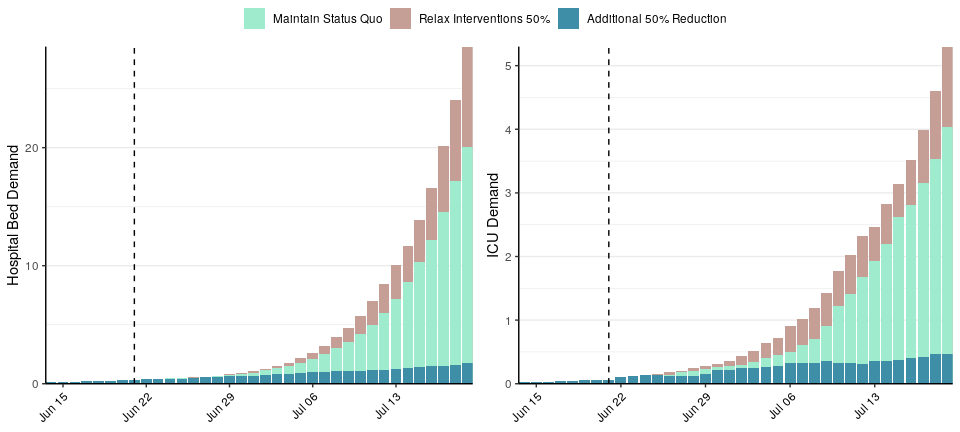 Maintain Status Quo Relax Interventions 50% Additional 50% Reduction
Hospital Bed Demand
20
10
0
Jun 15 Jun 22 Jun 29 Jul 06 Jul 13
ICU Demand
5
4
3
2
1
0
Jun 15 Jun 22 Jun 29 Jul 06 Jul 13